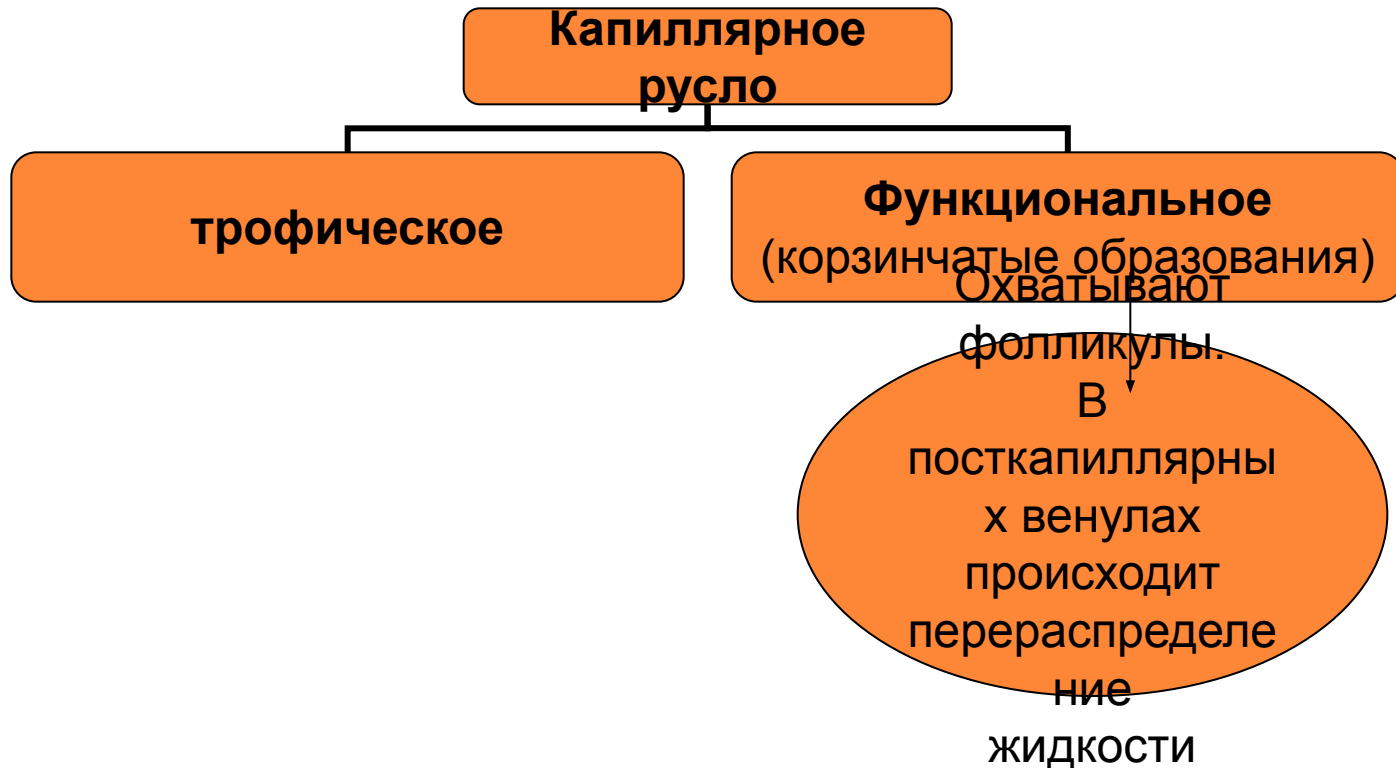 Капиллярное
русло
трофическое
Функциональное
(корзинчатые образования)
Охватывают
фолликулы.
В
посткапиллярны
х венулах
происходит
перераспределе
ние
жидкости